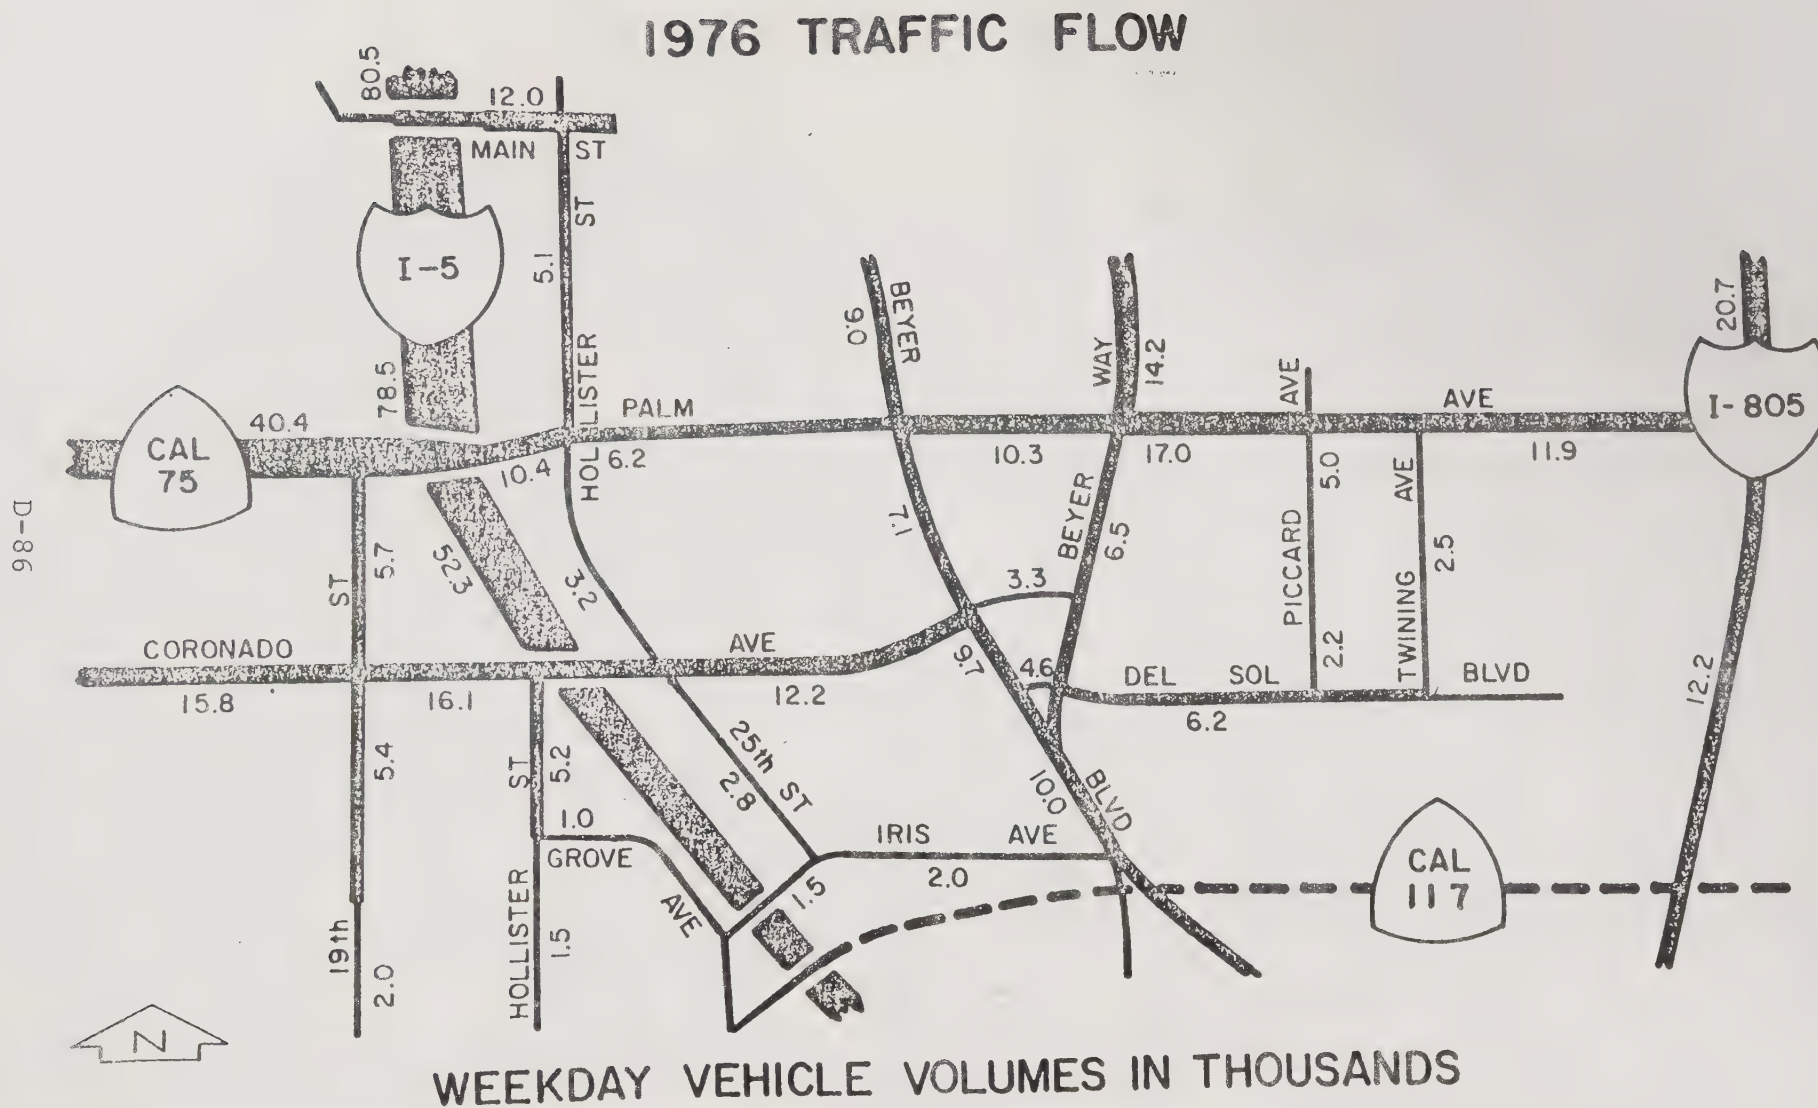 1976 TRAFFIC FLOW
80.5
12.0
MAIN ST
I-5
ST
5.1
HOLLISTER
78.5
BEYER
9.0
WAY
14.2
20.7
I-805
40.4
CAL
75
PALM
AVE
AVE
10.4
6.2
10.3
17.0
11.9
D-86
ST
5.7
52.3
3.2
7.1
BEYER
6.5
3.3
PICCARD
5.0
2.2
TWINING AVE
2.5
12.2
CORONADO
AVE
15.8
16.1
12.2
9.7
4.6
DEL SOL BLVD
6.2
5.4
ST
5.2
25th ST
2.8
10.0
BLVD
1.0
GROVE
AVE
IRIS AVE
2.0
1.5
CAL
117
19th
2.0
HOLLISTER
1.5
N
WEEKDAY VEHICLE VOLUMES IN THOUSANDS